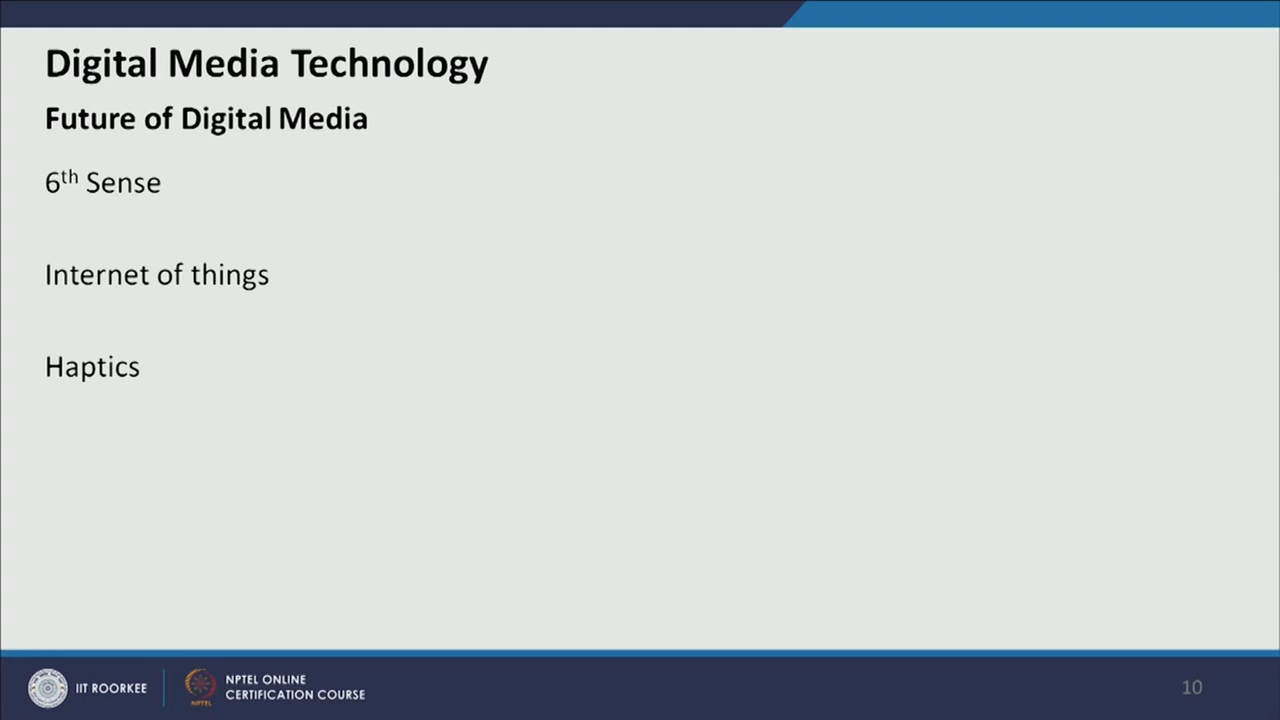 Digital Media Technology
Future of Digital Media
6th Sense
Internet of things
Haptics
IIT ROORKEE
NPTEL ONLINE
CERTIFICATION COURSE
NPTEL
10